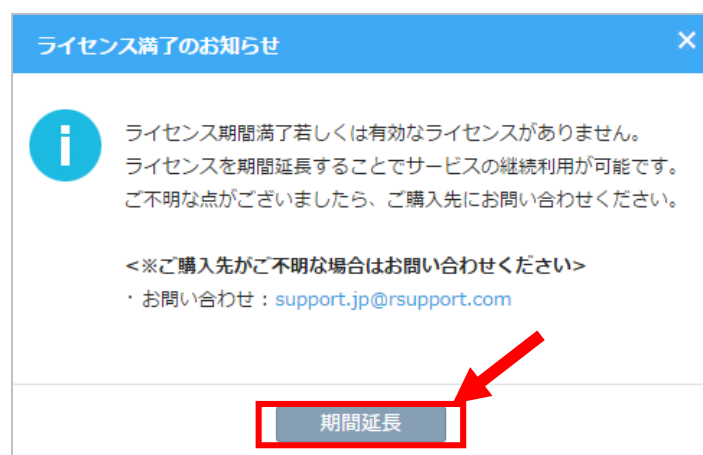 ライセンス満了のお知らせ
ライセンス期間満了若しくは有効なライセンスがありません。
ライセンスを期間延長することでサービスの継続利用が可能です。
ご不明な点がございましたら、ご購入先にお問い合わせください。
<※ご購入先がご不明な場合はお問い合わせください>
・お問い合わせ：support.jp@rsupport.com
期間延長